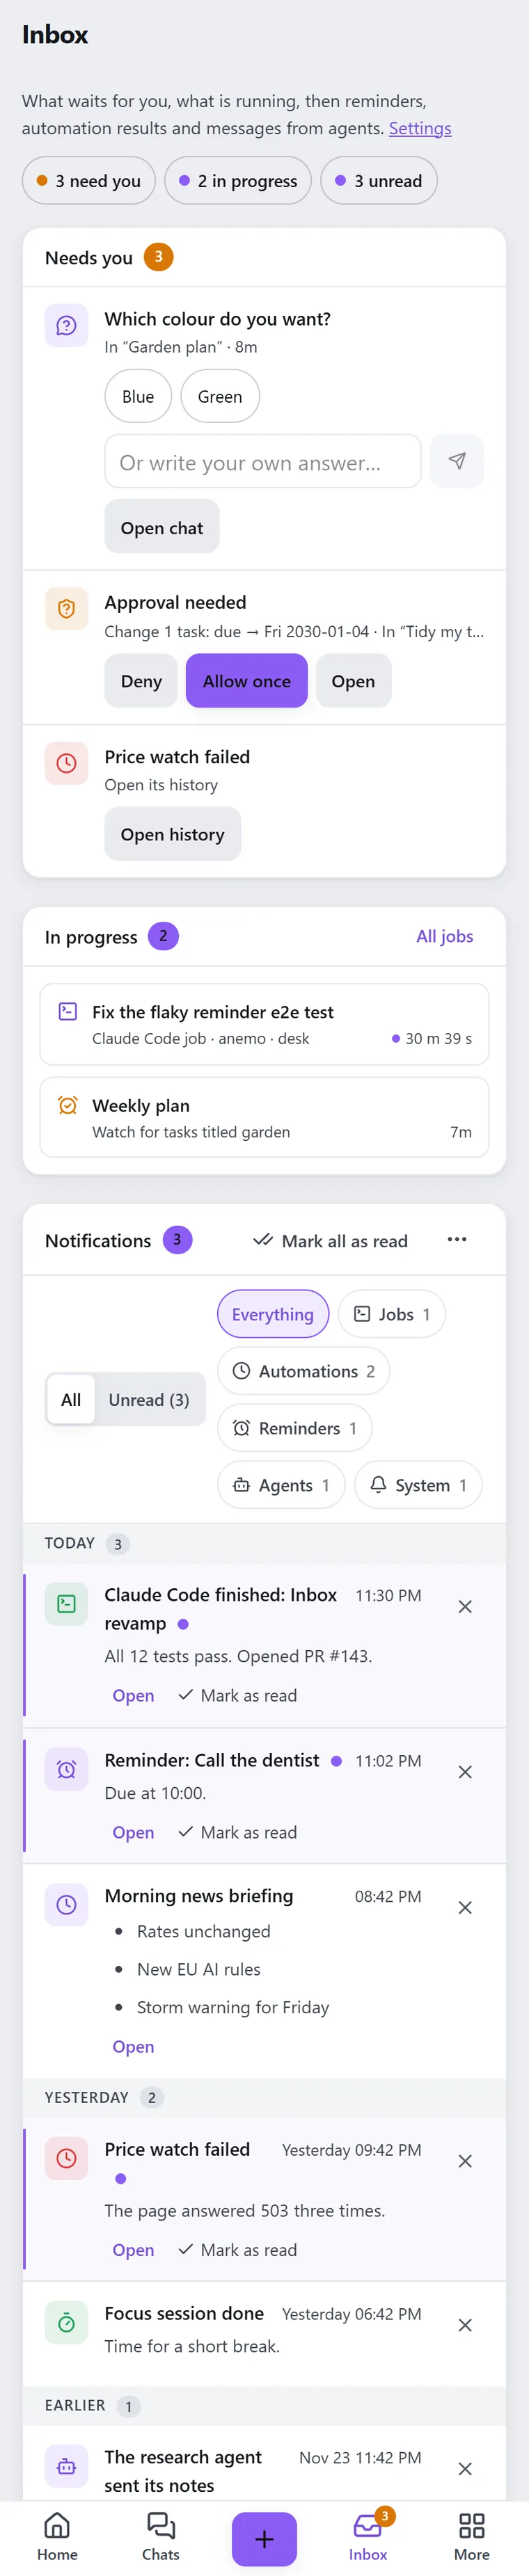 Inbox
What waits for you, what is running, then reminders,
automation results and messages from agents. Settings
3 need you
2 in progress
3 unread
Needs you 3
Which colour do you want?
In “Garden plan” · 8m
Blue
Green
Or write your own answer...
Open chat
Approval needed
Change 1 task: due → Fri 2030-01-04 · In “Tidy my t...
Deny
Allow once
Open
Price watch failed
Open its history
Open history
In progress 2
All jobs
Fix the flaky reminder e2e test
Claude Code job · anemo · desk
30 m 39 s
Weekly plan
Watch for tasks titled garden
7m
Notifications 3
Mark all as read
All
Unread (3)
Everything
Jobs 1
Automations 2
Reminders 1
Agents 1
System 1
TODAY 3
Claude Code finished: Inbox
revamp
11:30 PM
All 12 tests pass. Opened PR #143.
Open
Mark as read
Reminder: Call the dentist
11:02 PM
Due at 10:00.
Open
Mark as read
Morning news briefing
08:42 PM
Rates unchanged
New EU AI rules
Storm warning for Friday
Open
YESTERDAY 2
Price watch failed
Yesterday 09:42 PM
The page answered 503 three times.
Open
Mark as read
Focus session done
Yesterday 06:42 PM
Time for a short break.
EARLIER 1
The research agent
sent its notes
Nov 23 11:42 PM
Home
Chats
Inbox
3
More